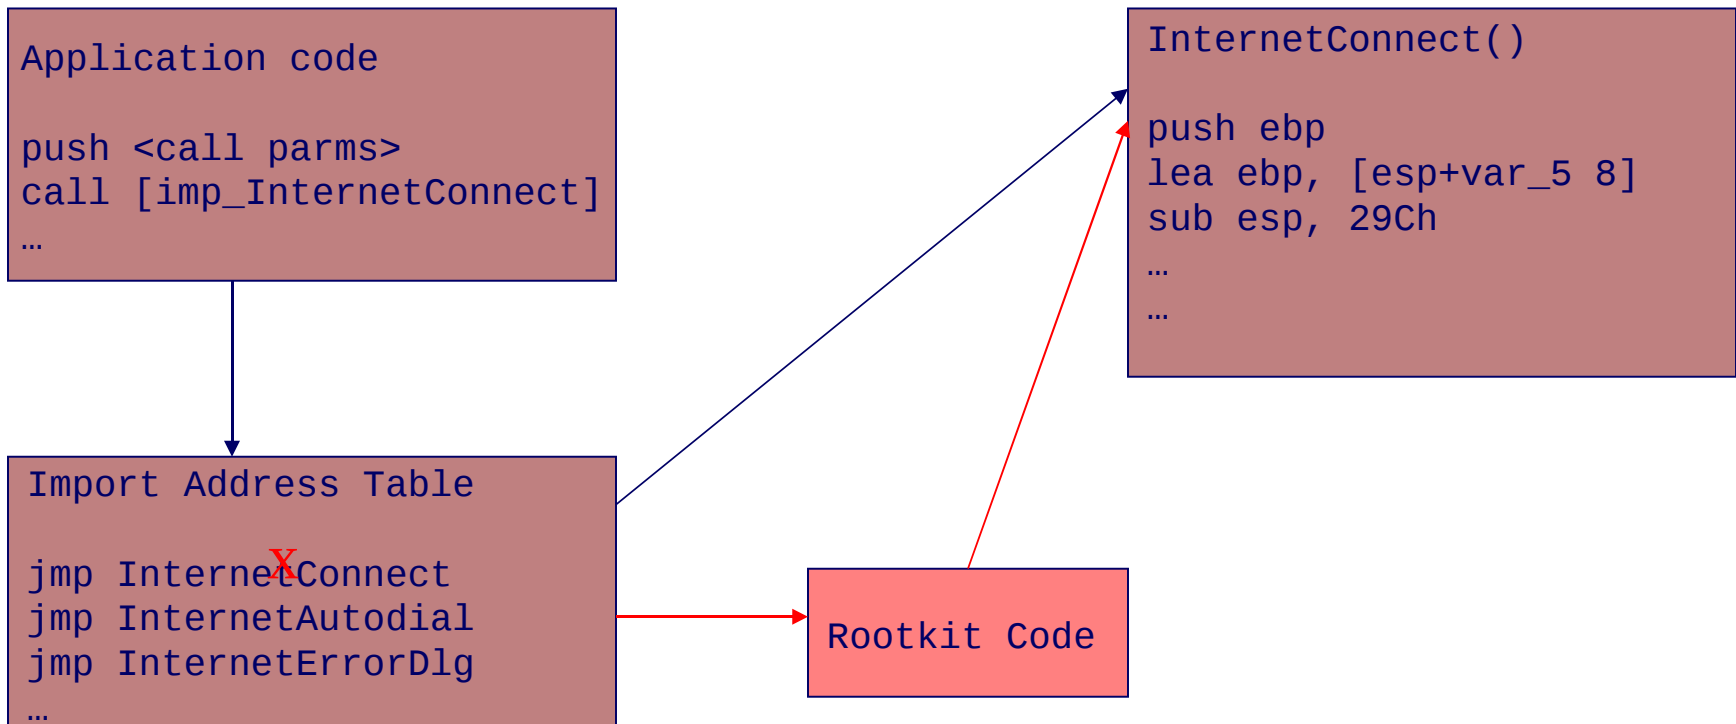 Application code
push <call parms>
call [imp_InternetConnect]
…
InternetConnect()
push ebp
lea ebp, [esp+var_5 8]
sub esp, 29Ch
…
…
Import Address Table
X
jmp InternetConnect
jmp InternetAutodial
jmp InternetErrorDlg
…
Rootkit Code